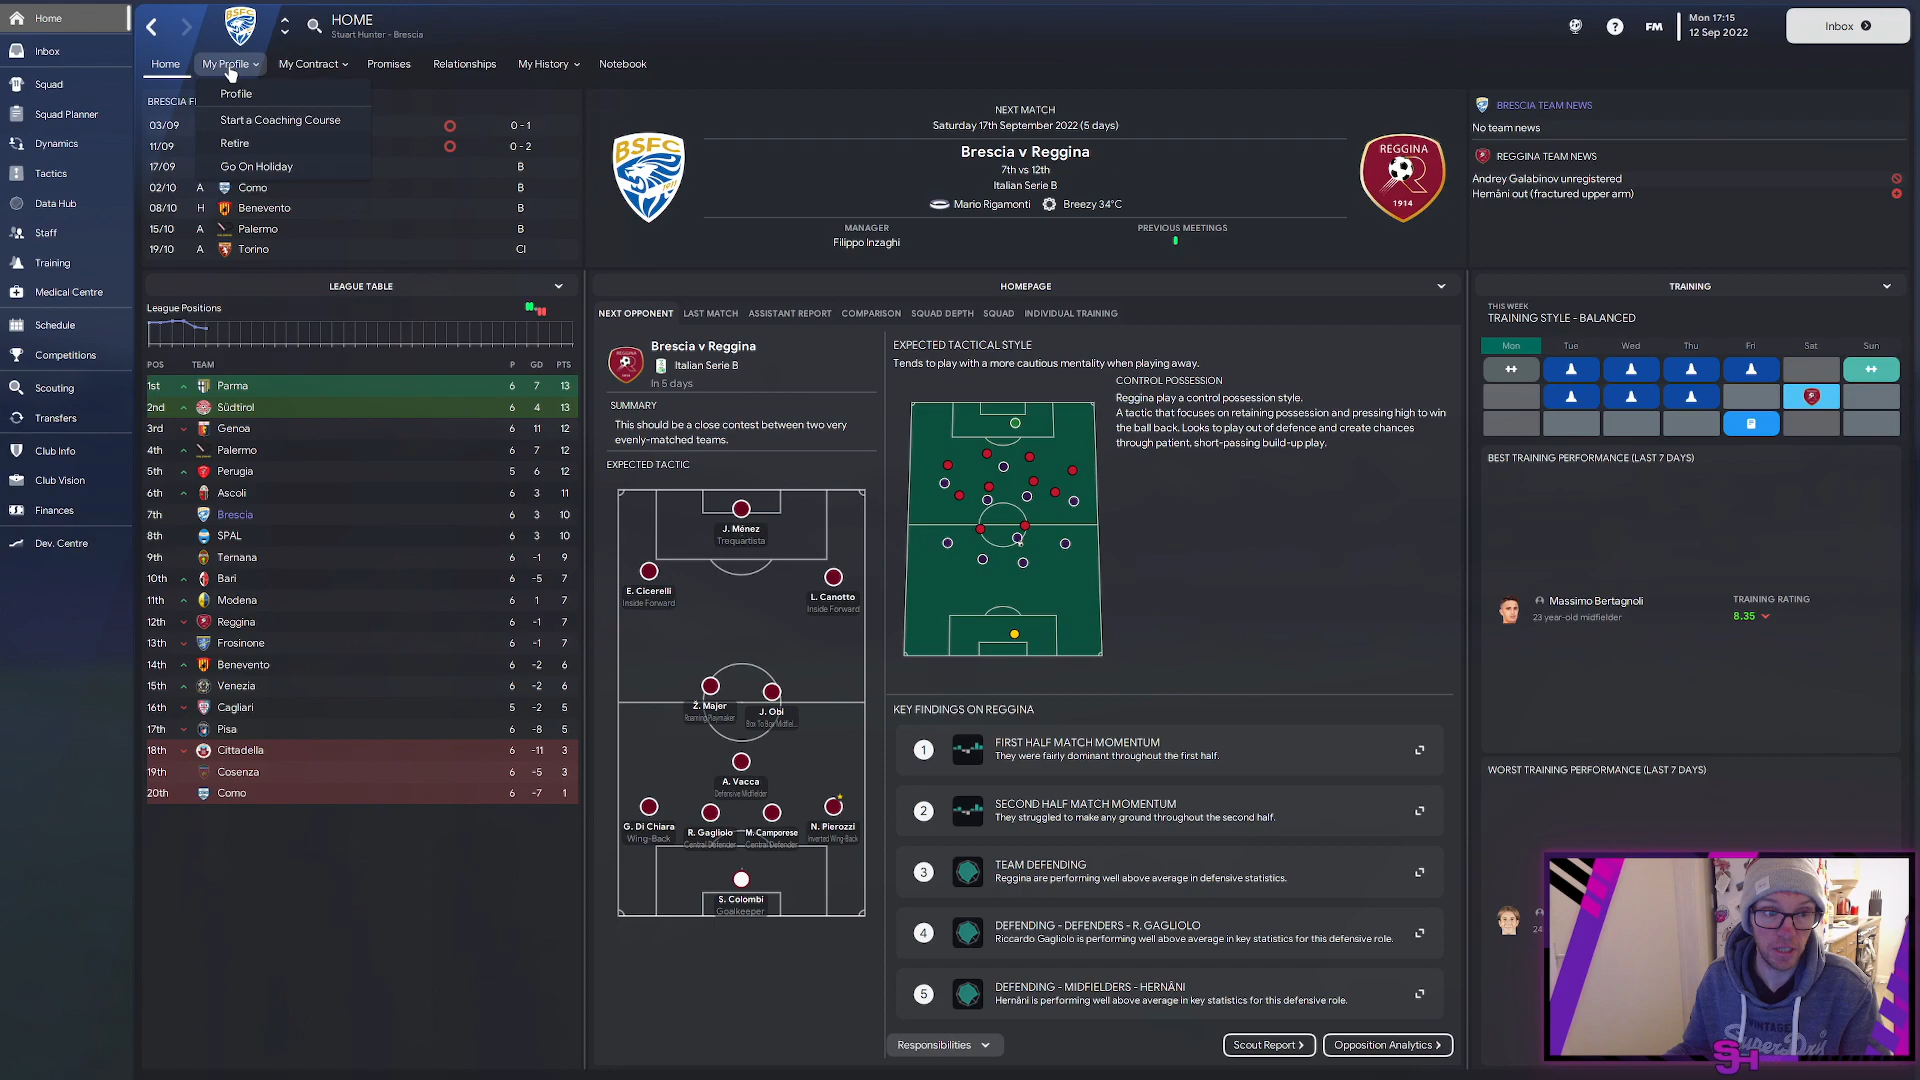 Home
Inbox
Squad
Squad Planner
Dynamics
Tactics
Data Hub
Staff
Training
Medical Centre
Schedule
Competitions
Scouting
Transfers
Club Info
Club Vision
Finances
Dev. Centre
BSFC
HOME
Stuart Hunter - Brescia
FM
Mon 17:15
12 Sep 2022
Inbox
Home
My Profile
My Contract
Promises
Relationships
My History
Notebook
Profile
Start a Coaching Course
Retire
Go On Holiday
BRESCIA FI
03/09 0 - 1
11/09 0 - 2
17/09 B
02/10 A Como B
08/10 H Benevento B
15/10 A Palermo B
19/10 A Torino CI
NEXT MATCH
Saturday 17th September 2022 (5 days)
Brescia v Reggina
7th vs 12th
Italian Serie B
Mario Rigamonti Breezy 34°C
MANAGER
Filippo Inzaghi
PREVIOUS MEETINGS
BSFC
1911
REGGINA
1914
BRESCIA TEAM NEWS
No team news
REGGINA TEAM NEWS
Andrey Galabinov unregistered
Hernâni out (fractured upper arm)
LEAGUE TABLE
League Positions
POS TEAM P GD PTS
1st Parma 6 7 13
2nd Südtirol 6 4 13
3rd Genoa 6 11 12
4th Palermo 6 7 12
5th Perugia 5 6 12
6th Ascoli 6 3 11
7th Brescia 6 3 10
8th SPAL 6 3 10
9th Ternana 6 -1 9
10th Bari 6 -5 7
11th Modena 6 1 7
12th Reggina 6 -1 7
13th Frosinone 6 -1 7
14th Benevento 6 -2 6
15th Venezia 6 -2 6
16th Cagliari 5 -2 5
17th Pisa 6 -8 5
18th Cittadella 6 -11 3
19th Cosenza 6 -5 3
20th Como 6 -7 1
HOMEPAGE
NEXT OPPONENT
LAST MATCH
ASSISTANT REPORT
COMPARISON
SQUAD DEPTH
SQUAD
INDIVIDUAL TRAINING
Brescia v Reggina
Italian Serie B
In 5 days
SUMMARY
This should be a close contest between two very
evenly-matched teams.
EXPECTED TACTIC
J. Ménez
Trequartista
E. Cicerelli
Inside Forward
L. Canotto
Inside Forward
Ž. Majer
Roaming Playmaker
J. Obi
Box To Box Midfiel...
A. Vacca
Defensive Midfielder
G. Di Chiara
Wing-Back
R. Gagliolo
Central Defender
M. Camporese
Central Defender
N. Pierozzi
Inverted Wing-Back
S. Colombi
Goalkeeper
EXPECTED TACTICAL STYLE
Tends to play with a more cautious mentality when playing away.
CONTROL POSSESSION
Reggina play a control possession style.
A tactic that focuses on retaining possession and pressing high to win
the ball back. Looks to play out of defence and create chances
through patient, short-passing build-up play.
KEY FINDINGS ON REGGINA
1 FIRST HALF MATCH MOMENTUM
They were fairly dominant throughout the first half.
2 SECOND HALF MATCH MOMENTUM
They struggled to make any ground throughout the second half.
3 TEAM DEFENDING
Reggina are performing well above average in defensive statistics.
4 DEFENDING - DEFENDERS - R. GAGLIOLO
Riccardo Gagliolo is performing well above average in key statistics for this defensive role.
5 DEFENDING - MIDFIELDERS - HERNÂNI
Hernâni is performing well above average in key statistics for this defensive role.
Responsibilities
Scout Report
Opposition Analytics
TRAINING
THIS WEEK
TRAINING STYLE - BALANCED
Mon Tue Wed Thu Fri Sat Sun
BEST TRAINING PERFORMANCE (LAST 7 DAYS)
Massimo Bertagnoli
23 year-old midfielder
TRAINING RATING
8.35
WORST TRAINING PERFORMANCE (LAST 7 DAYS)
24
VINTAGE
SuperDry
SH